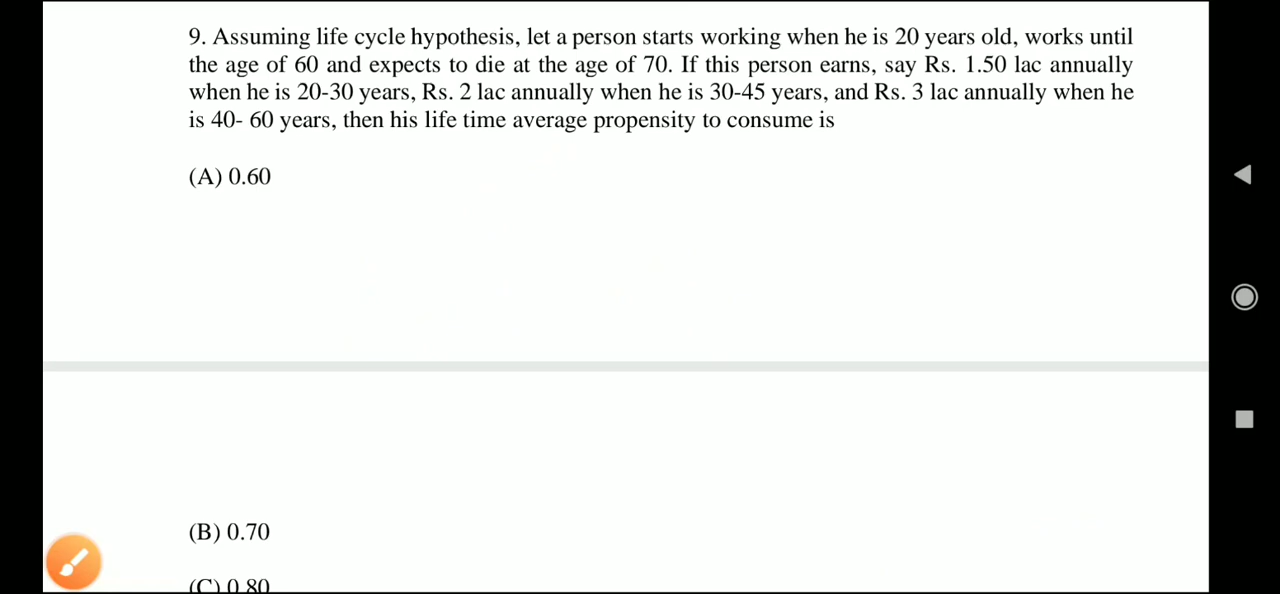 9. Assuming life cycle hypothesis, let a person starts working when he is 20 years old, works until
the age of 60 and expects to die at the age of 70. If this person earns, say Rs. 1.50 lac annually
when he is 20-30 years, Rs. 2 lac annually when he is 30-45 years, and Rs. 3 lac annually when he
is 40- 60 years, then his life time average propensity to consume is
(A) 0.60
(B) 0.70
(C) 0.80